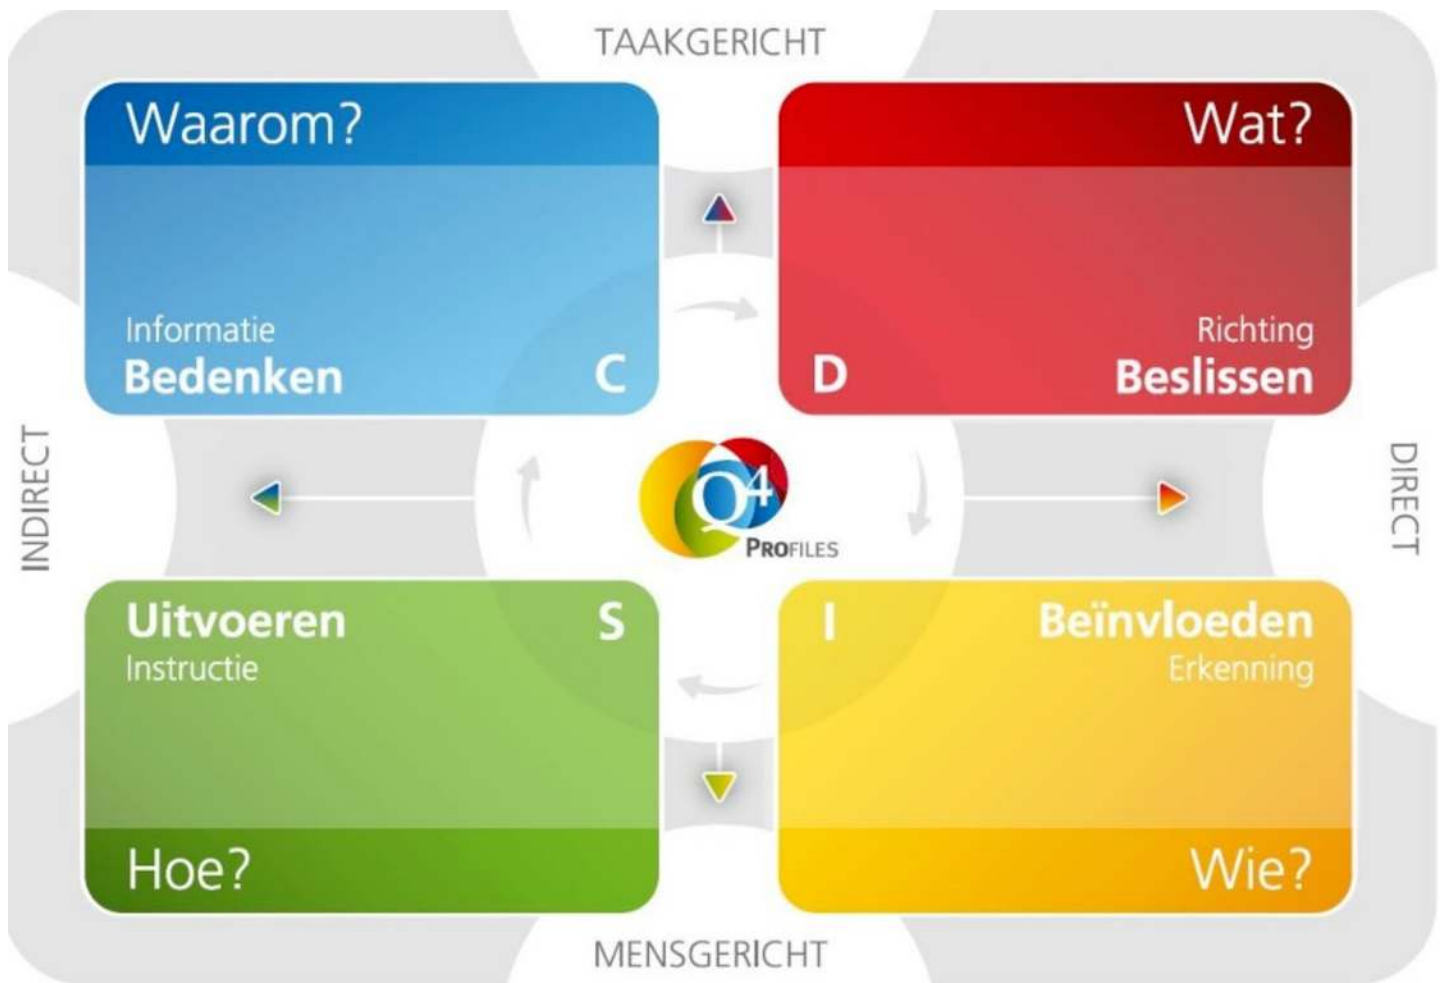 TAAKGERICHT
Waarom?
Wat?
Informatie
Bedenken
C
Richting
Beslissen
D
INDIRECT
DIRECT
Q4
PROFILES
Uitvoeren
S
Instructie
I
Beïnvloeden
Erkenning
Hoe?
Wie?
MENSGERICHT